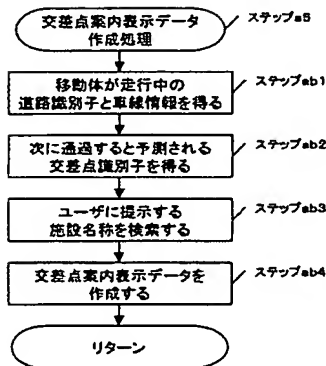 交差点案内表示データ
作成処理
ステップa5
移動体が走行中の
道路識別子と車線情報を得る
ステップab1
次に通過すると予測される
交差点識別子を得る
ステップab2
ユーザに提示する
施設名称を検索する
ステップab3
交差点案内表示データを
作成する
ステップab4
リターン